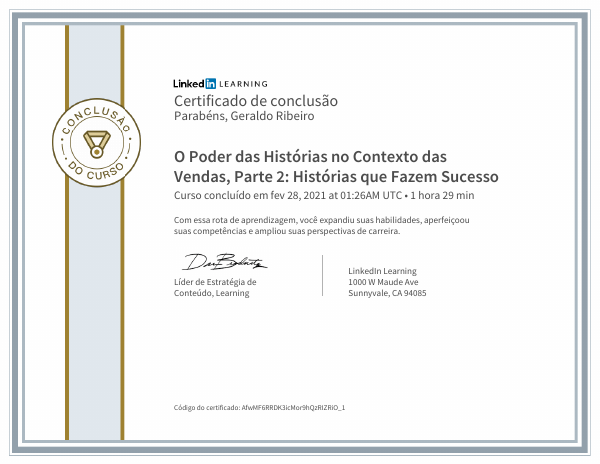 LinkedIn LEARNING
Certificado de conclusão
Parabéns, Geraldo Ribeiro
CONCLUSÃO
DO CURSO
O Poder das Histórias no Contexto das
Vendas, Parte 2: Histórias que Fazem Sucesso
Curso concluído em fev 28, 2021 at 01:26AM UTC • 1 hora 29 min
Com essa rota de aprendizagem, você expandiu suas habilidades, aperfeiçoou
suas competências e ampliou suas perspectivas de carreira.
Líder de Estratégia de
Conteúdo, Learning
LinkedIn Learning
1000 W Maude Ave
Sunnyvale, CA 94085
Código do certificado: AfwMF6RRDK3icMor9hQzRIZRIO_1